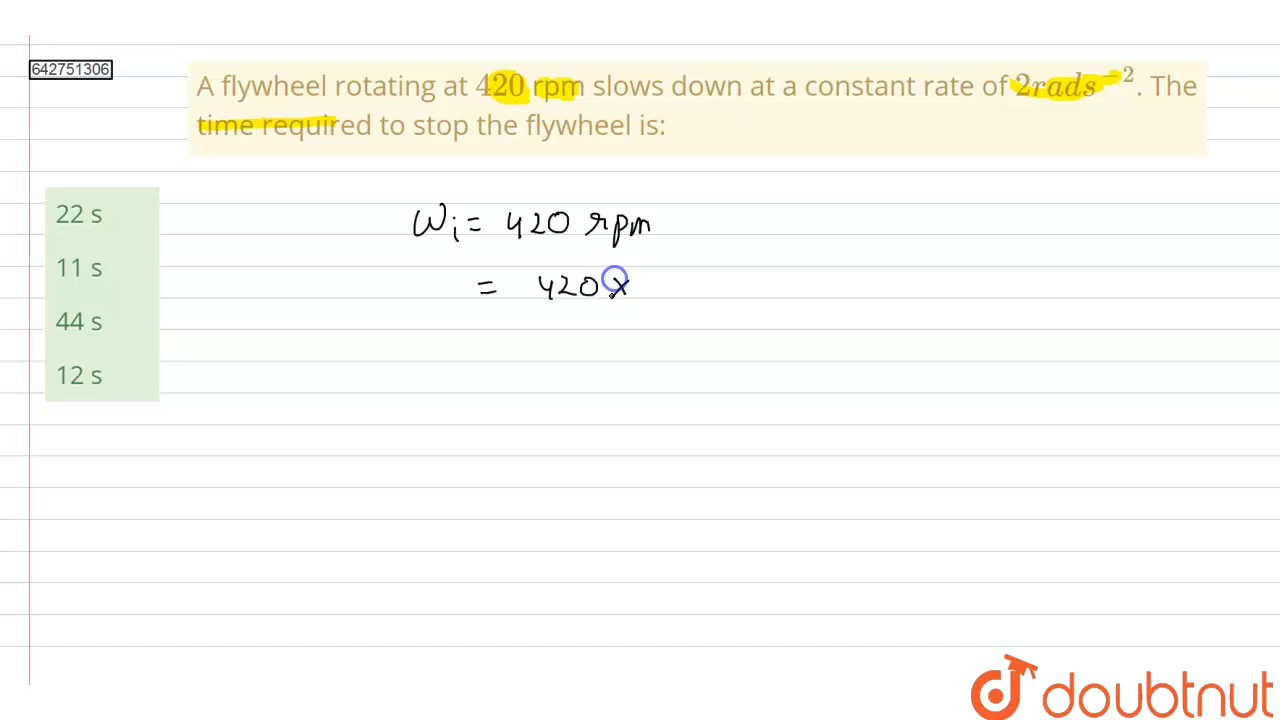 642751306
A flywheel rotating at 420 rpm slows down at a constant rate of 2rads⁻². The
time required to stop the flywheel is:
22 s
11 s
44 s
12 s
ωi = 420 rpm
= 420 ×
doubtnut